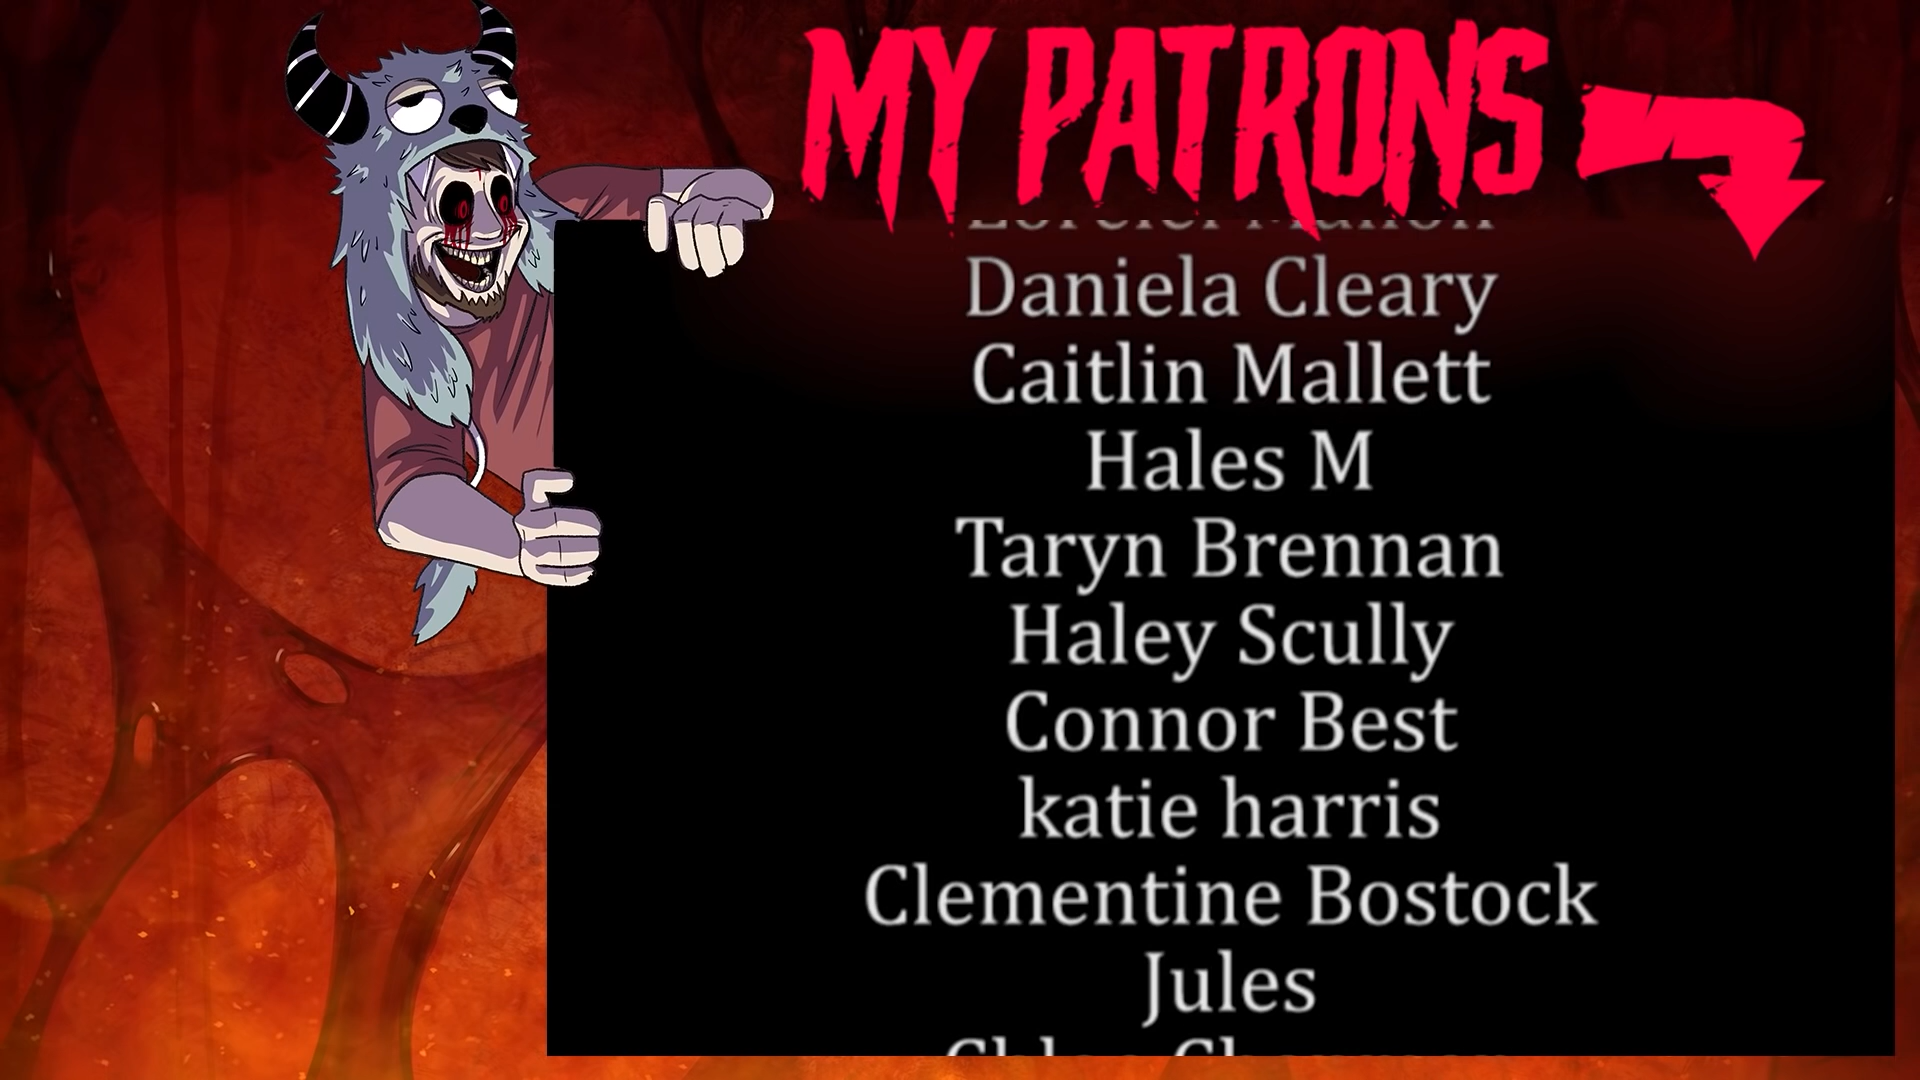 MY PATRONS
Daniela Cleary
Caitlin Mallett
Hales M
Taryn Brennan
Haley Scully
Connor Best
katie harris
Clementine Bostock
Jules